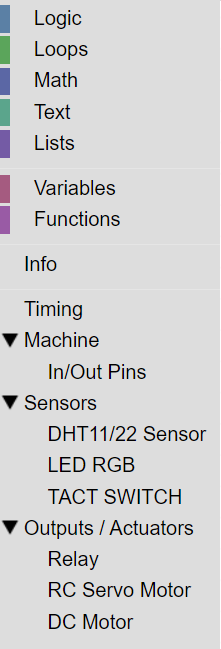 Logic
Loops
Math
Text
Lists
Variables
Functions
Info
Timing
Machine
In/Out Pins
Sensors
DHT11/22 Sensor
LED RGB
TACT SWITCH
Outputs / Actuators
Relay
RC Servo Motor
DC Motor